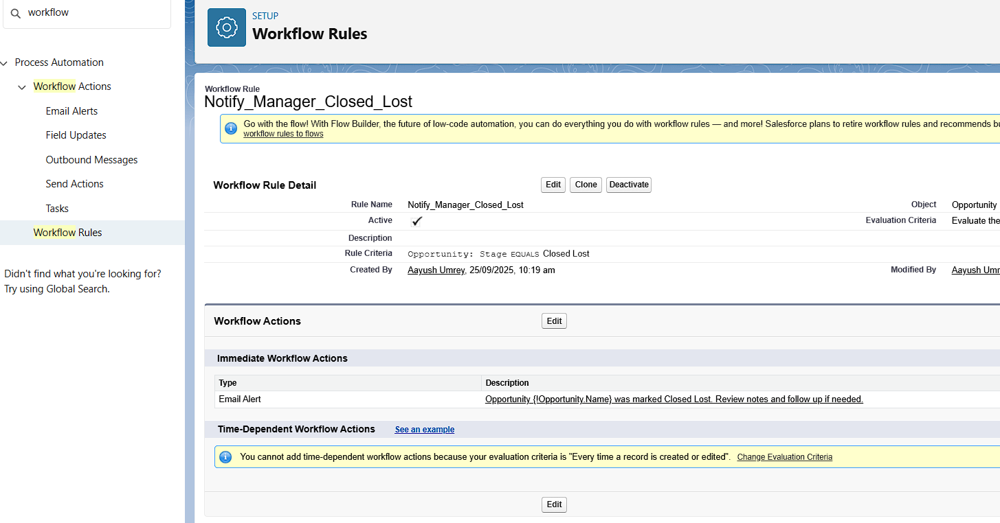 workflow
Process Automation
Workflow Actions
Email Alerts
Field Updates
Outbound Messages
Send Actions
Tasks
Workflow Rules
Didn't find what you're looking for?
Try using Global Search.
SETUP
Workflow Rules
Workflow Rule
Notify_Manager_Closed_Lost
Go with the flow! With Flow Builder, the future of low-code automation, you can do everything you do with workflow rules — and more! Salesforce plans to retire workflow rules and recommends
workflow rules to flows
Workflow Rule Detail Edit Clone Deactivate
Rule Name Notify_Manager_Closed_Lost Object Opportunity
Active Evaluation Criteria Evaluate the
Description
Rule Criteria Opportunity: Stage EQUALS Closed Lost
Created By Aayush Umrey, 25/09/2025, 10:19 am Modified By Aayush
Workflow Actions Edit
Immediate Workflow Actions
Type Description
Email Alert Opportunity {!Opportunity.Name} was marked Closed Lost. Review notes and follow up if needed.
Time-Dependent Workflow Actions See an example
You cannot add time-dependent workflow actions because your evaluation criteria is "Every time a record is created or edited". Change Evaluation Criteria
Edit